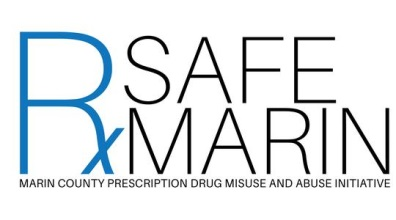 Rx SAFE
MARIN
MARIN COUNTY PRESCRIPTION DRUG MISUSE AND ABUSE INITIATIVE